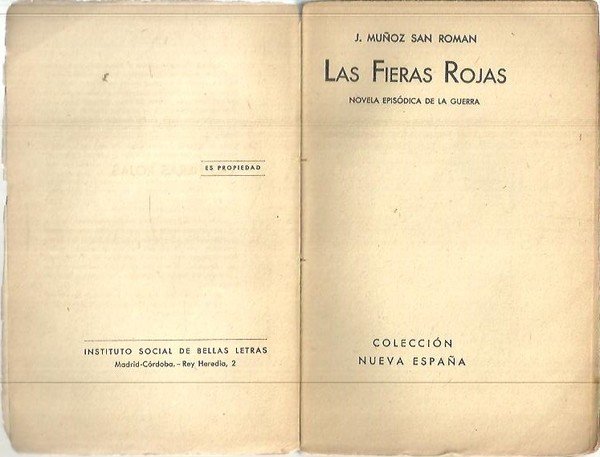 ES PROPIEDAD
INSTITUTO SOCIAL DE BELLAS LETRAS
Madrid-Córdoba.-Rey Heredia, 2
J. MUÑOZ SAN ROMAN
LAS FIERAS ROJAS
NOVELA EPISÓDICA DE LA GUERRA
COLECCIÓN
NUEVA ESPAÑA